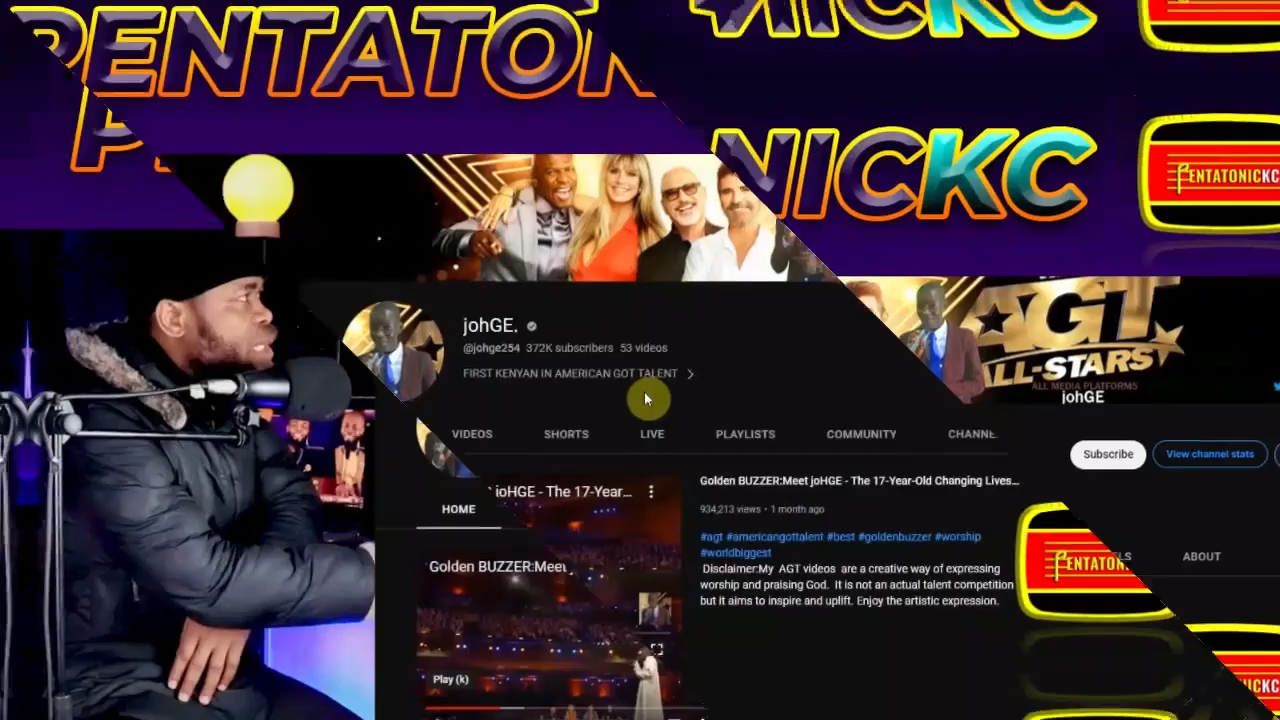 PENTATON
NICKC
NICKC
PENTATONICKC
AGT
ALL-STARS
ALL MEDIA PLATFORMS
johGE
johGE.
@johge254 372K subscribers 53 videos
FIRST KENYAN IN AMERICAN GOT TALENT
Subscribe
View channel stats
VIDEOS SHORTS LIVE PLAYLISTS COMMUNITY CHANNE
HOME
ABOUT
ioHGE - The 17-Year...
Golden BUZZER:Meet
Play (k)
Golden BUZZER:Meet joHGE - The 17-Year-Old Changing Lives...
934,213 views • 1 month ago
#agt #americangottalent #best #goldenbuzzer #worship
#worldbiggest
Disclaimer:My AGT videos are a creative way of expressing
worship and praising God. It is not an actual talent competition
but it aims to inspire and uplift. Enjoy the artistic expression.
ENTATON